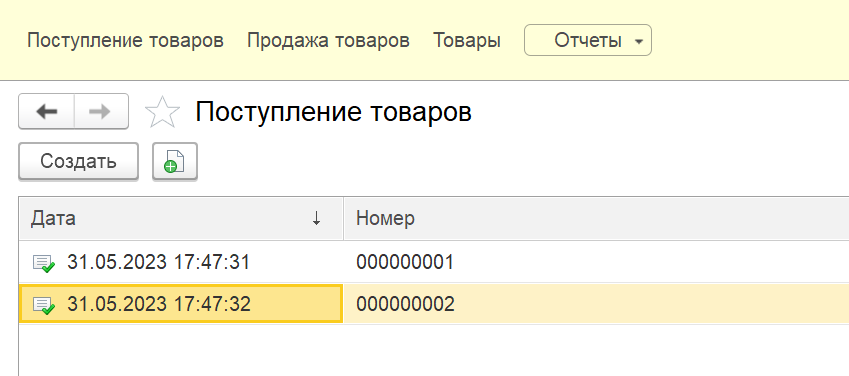 Поступление товаров Продажа товаров Товары Отчеты
Поступление товаров
Создать
Дата Номер
31.05.2023 17:47:31 000000001
31.05.2023 17:47:32 000000002